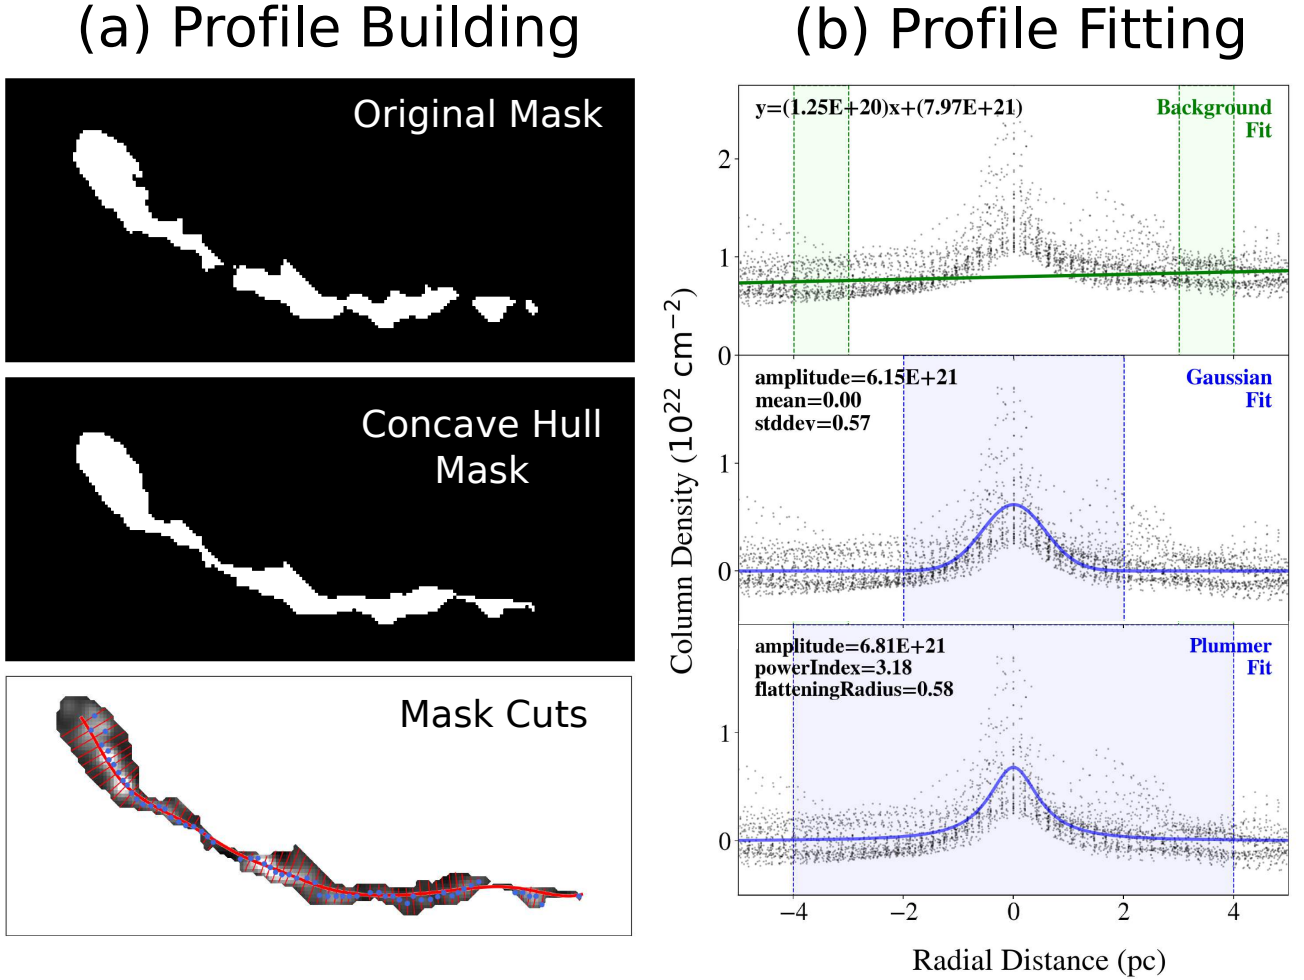 (a) Profile Building
Original Mask
Concave Hull
Mask
Mask Cuts
(b) Profile Fitting
y=(1.25E+20)x+(7.97E+21)
Background
Fit
2
1
0
amplitude=6.15E+21
mean=0.00
stddev=0.57
Gaussian
Fit
1
0
amplitude=6.81E+21
powerIndex=3.18
flatteningRadius=0.58
Plummer
Fit
1
0
−4 −2 0 2 4
Column Density (10²² cm⁻²)
Radial Distance (pc)